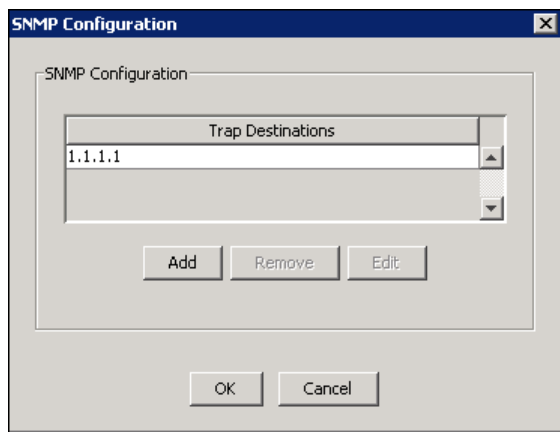 SNMP Configuration
SNMP Configuration
Trap Destinations
1.1.1.1
Add Remove Edit
OK Cancel